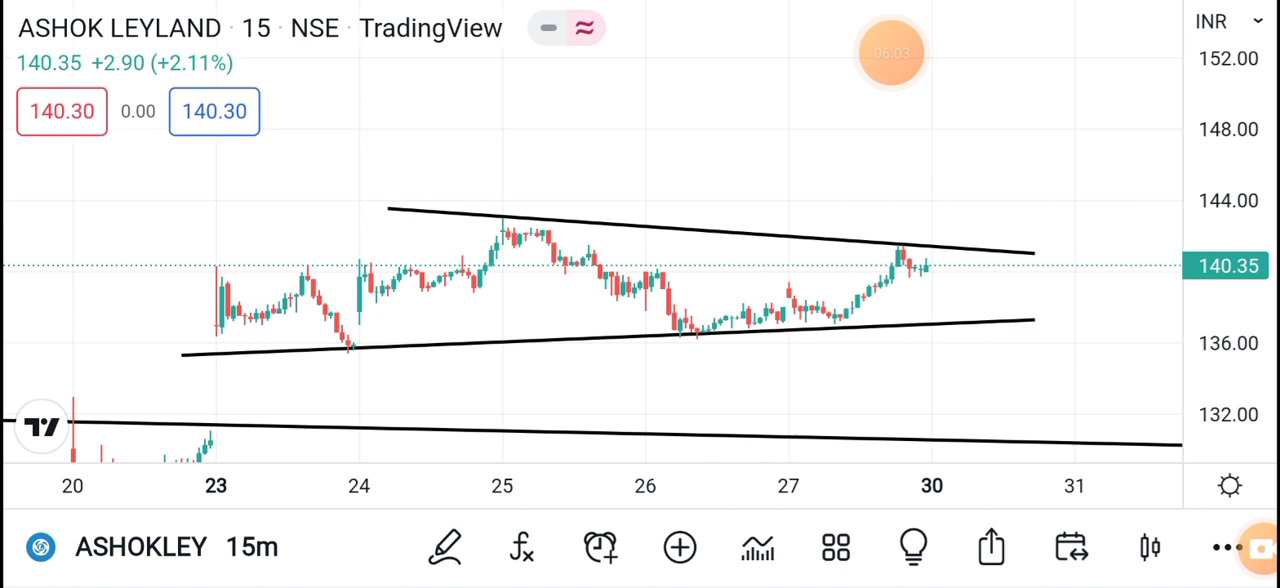 ASHOK LEYLAND · 15 · NSE · TradingView
INR
06:03
140.35 +2.90 (+2.11%)
140.30 0.00 140.30
152.00
148.00
144.00
140.35
136.00
132.00
20 23 24 25 26 27 30 31
ASHOKLEY 15m